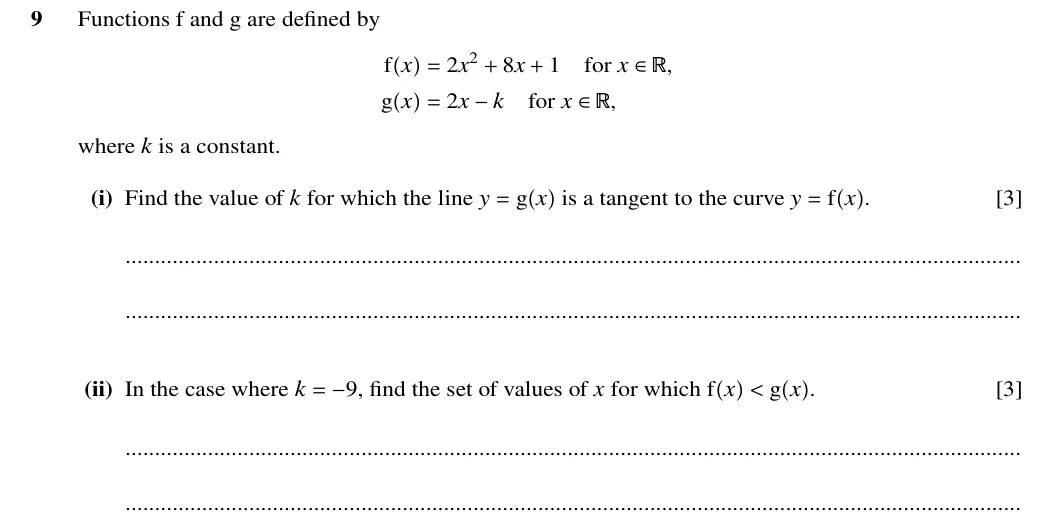 9 Functions f and g are defined by
f(x) = 2x² + 8x + 1 for x ∈ ℝ,
g(x) = 2x − k for x ∈ ℝ,
where k is a constant.
(i) Find the value of k for which the line y = g(x) is a tangent to the curve y = f(x). [3]
(ii) In the case where k = −9, find the set of values of x for which f(x) < g(x). [3]